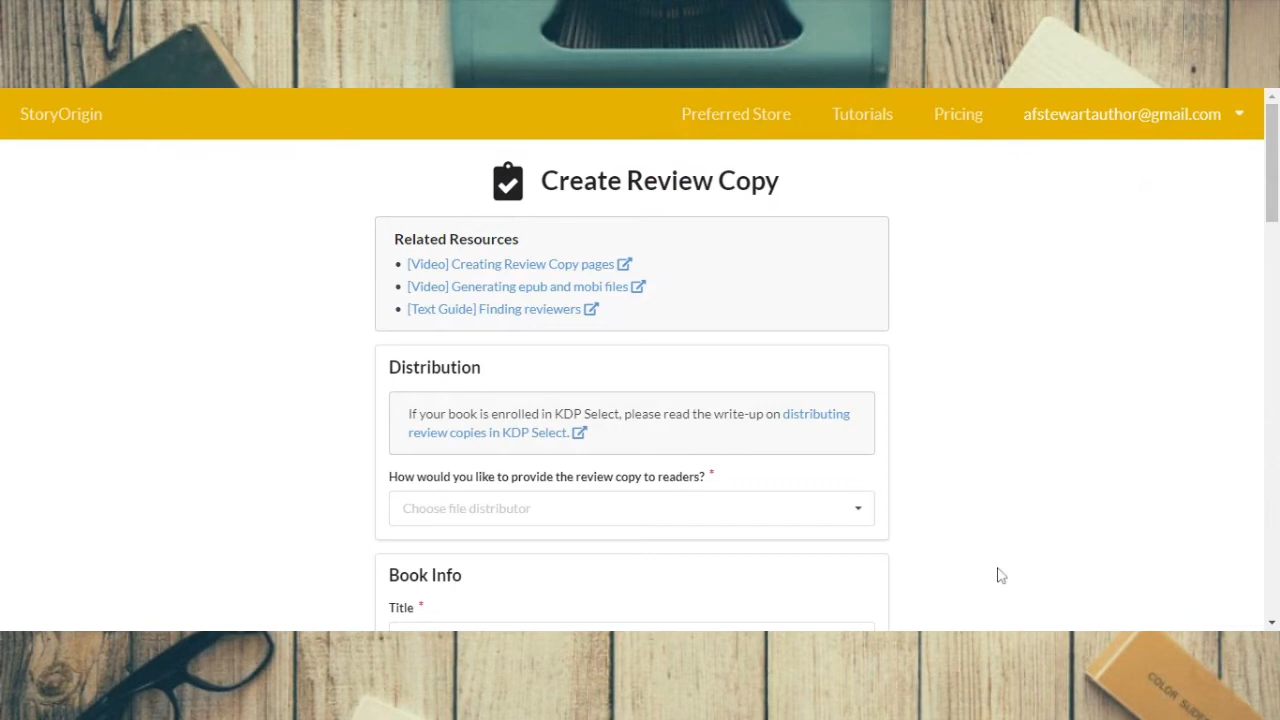 StoryOrigin
Preferred Store
Tutorials
Pricing
afstewartauthor@gmail.com
Create Review Copy
Related Resources
[Video] Creating Review Copy pages
[Video] Generating epub and mobi files
[Text Guide] Finding reviewers
Distribution
If your book is enrolled in KDP Select, please read the write-up on distributing
review copies in KDP Select.
How would you like to provide the review copy to readers? *
Choose file distributor
Book Info
Title *